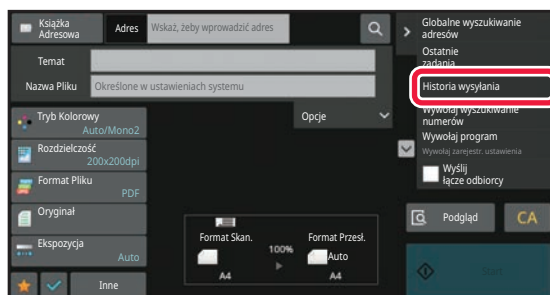 Książka
Adresowa
Adres
Wskaż, żeby wprowadzić adres
Temat
Nazwa Pliku
Określone w ustawieniach systemu
Tryb Kolorowy
Auto/Mono2
Rozdzielczość
200x200dpi
Format Pliku
PDF
Oryginał
Ekspozycja
Auto
Inne
Opcje
Format Skan.
100%
Format Przesł.
Auto
A4
A4
Globalne wyszukiwanie
adresów
Ostatnie
zadania
Historia wysyłania
Wywołaj wyszukiwanie
numerów
Wywołaj program
Wywołaj zarejestr. ustawienia
Wyślij
łącze odbiorcy
Podgląd
CA
Start